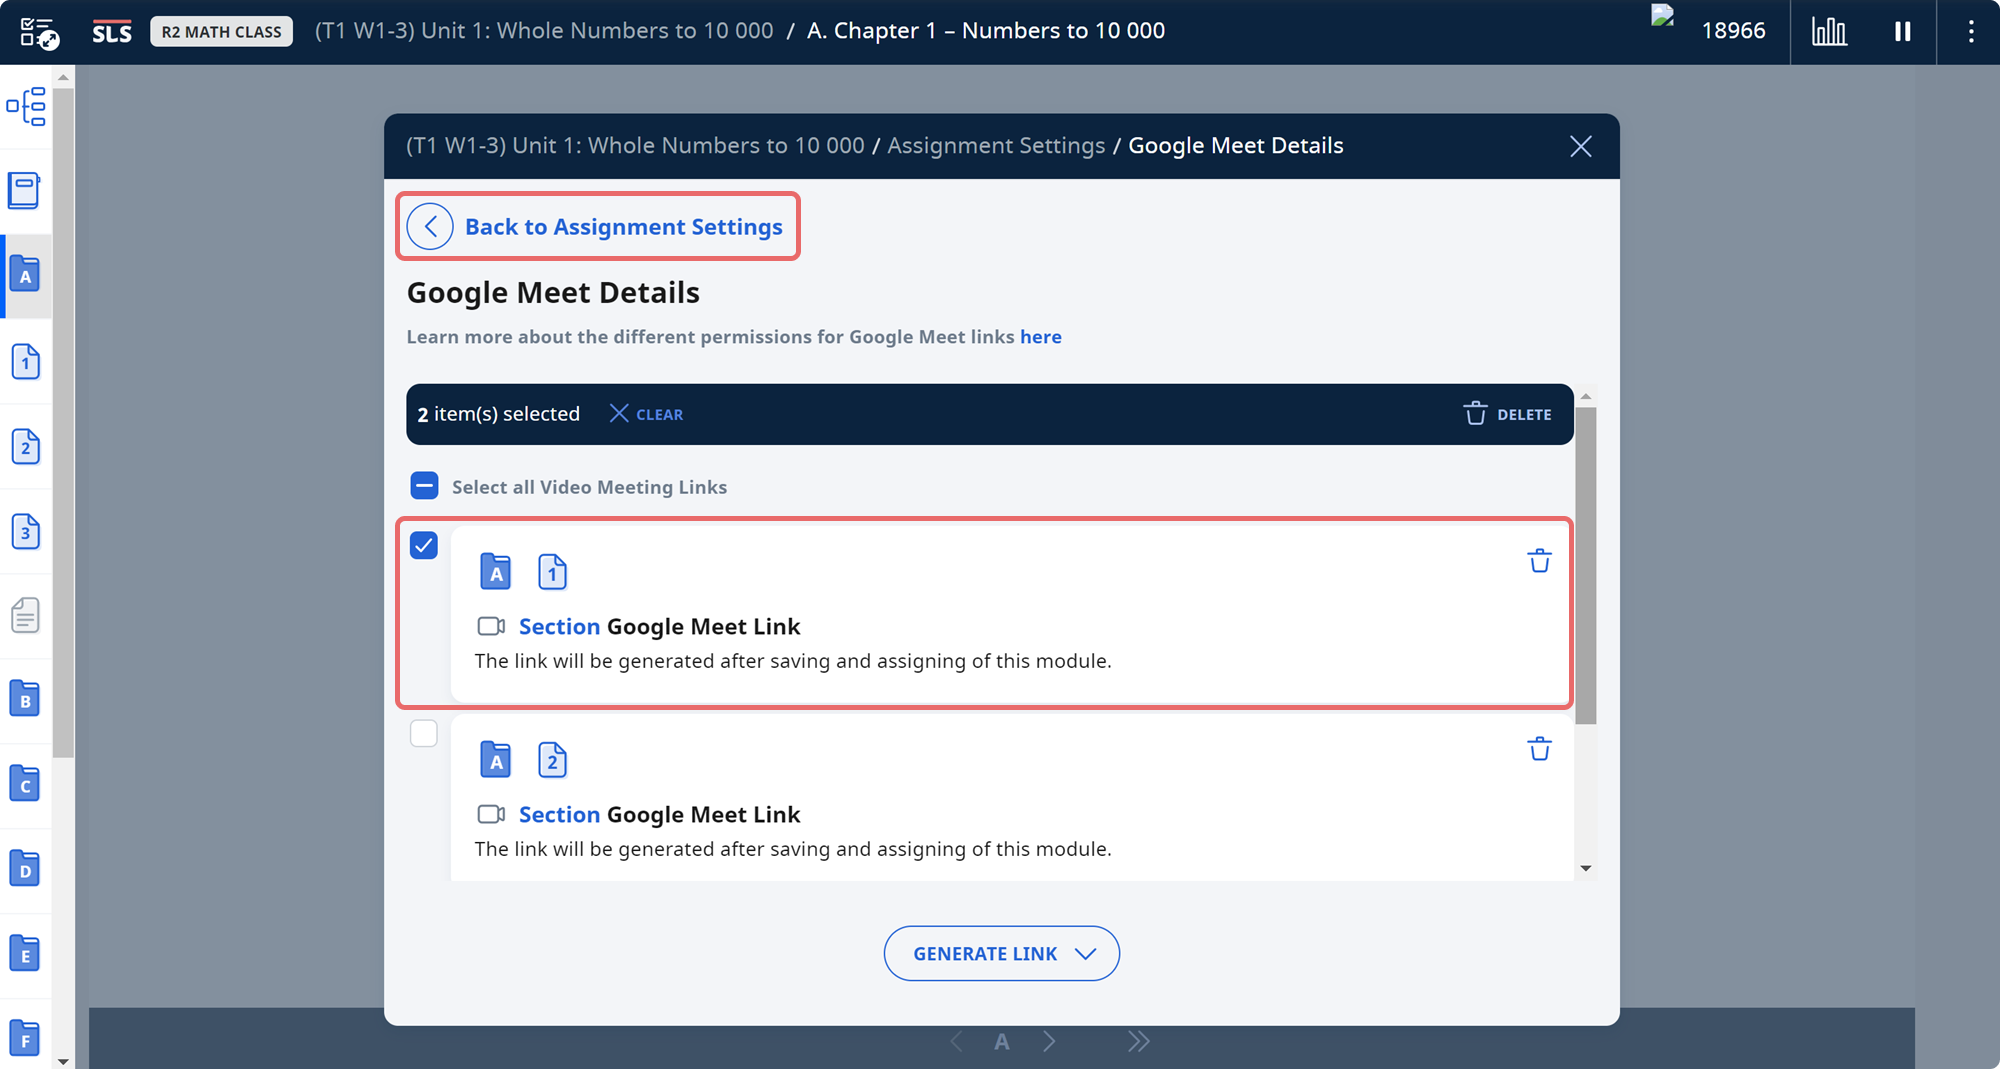 SLS R2 MATH CLASS (T1 W1-3) Unit 1: Whole Numbers to 10 000 / A. Chapter 1 – Numbers to 10 000 18966
(T1 W1-3) Unit 1: Whole Numbers to 10 000 / Assignment Settings / Google Meet Details
Back to Assignment Settings
A
Google Meet Details
Learn more about the different permissions for Google Meet links here
1
2 item(s) selected CLEAR DELETE
2
Select all Video Meeting Links
3
A 1
Section Google Meet Link
The link will be generated after saving and assigning of this module.
B
A 2
C
Section Google Meet Link
The link will be generated after saving and assigning of this module.
D
E
GENERATE LINK
F
A